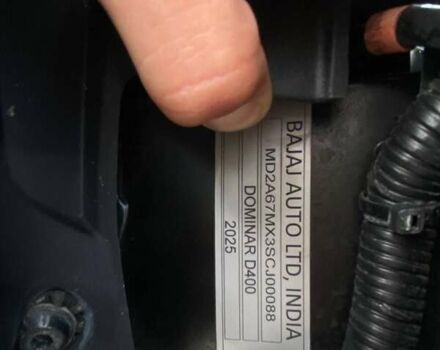 BAJAJ AUTO LTD, INDIA
MD2A67MX3SCJ00088
DOMINAR D400
2025